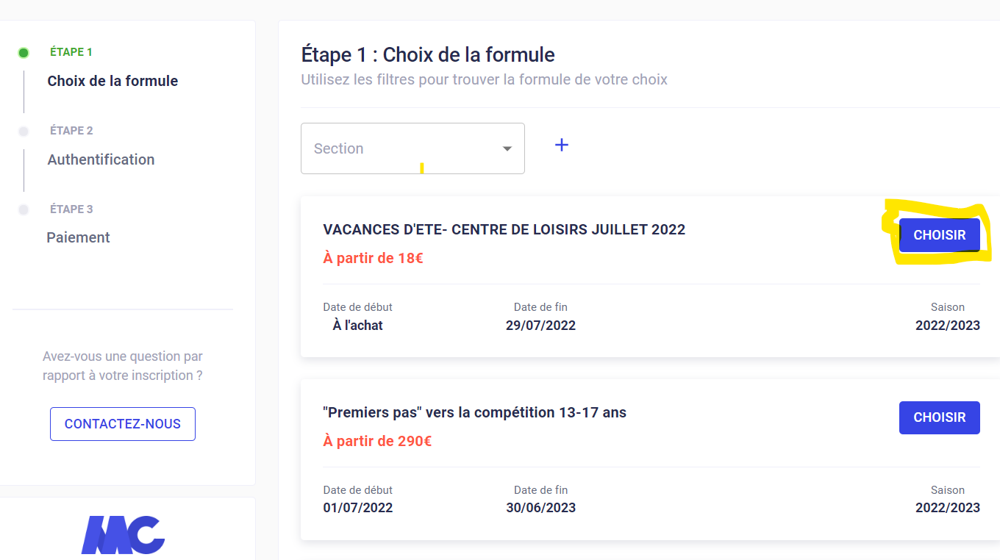 ÉTAPE 1
Choix de la formule
ÉTAPE 2
Authentification
ÉTAPE 3
Paiement
Avez-vous une question par
rapport à votre inscription ?
CONTACTEZ-NOUS
MC
Étape 1 : Choix de la formule
Utilisez les filtres pour trouver la formule de votre choix
Section
+
VACANCES D'ETE- CENTRE DE LOISIRS JUILLET 2022
CHOISIR
À partir de 18€
Date de début Date de fin Saison
À l'achat 29/07/2022 2022/2023
"Premiers pas" vers la compétition 13-17 ans
CHOISIR
À partir de 290€
Date de début Date de fin Saison
01/07/2022 30/06/2023 2022/2023